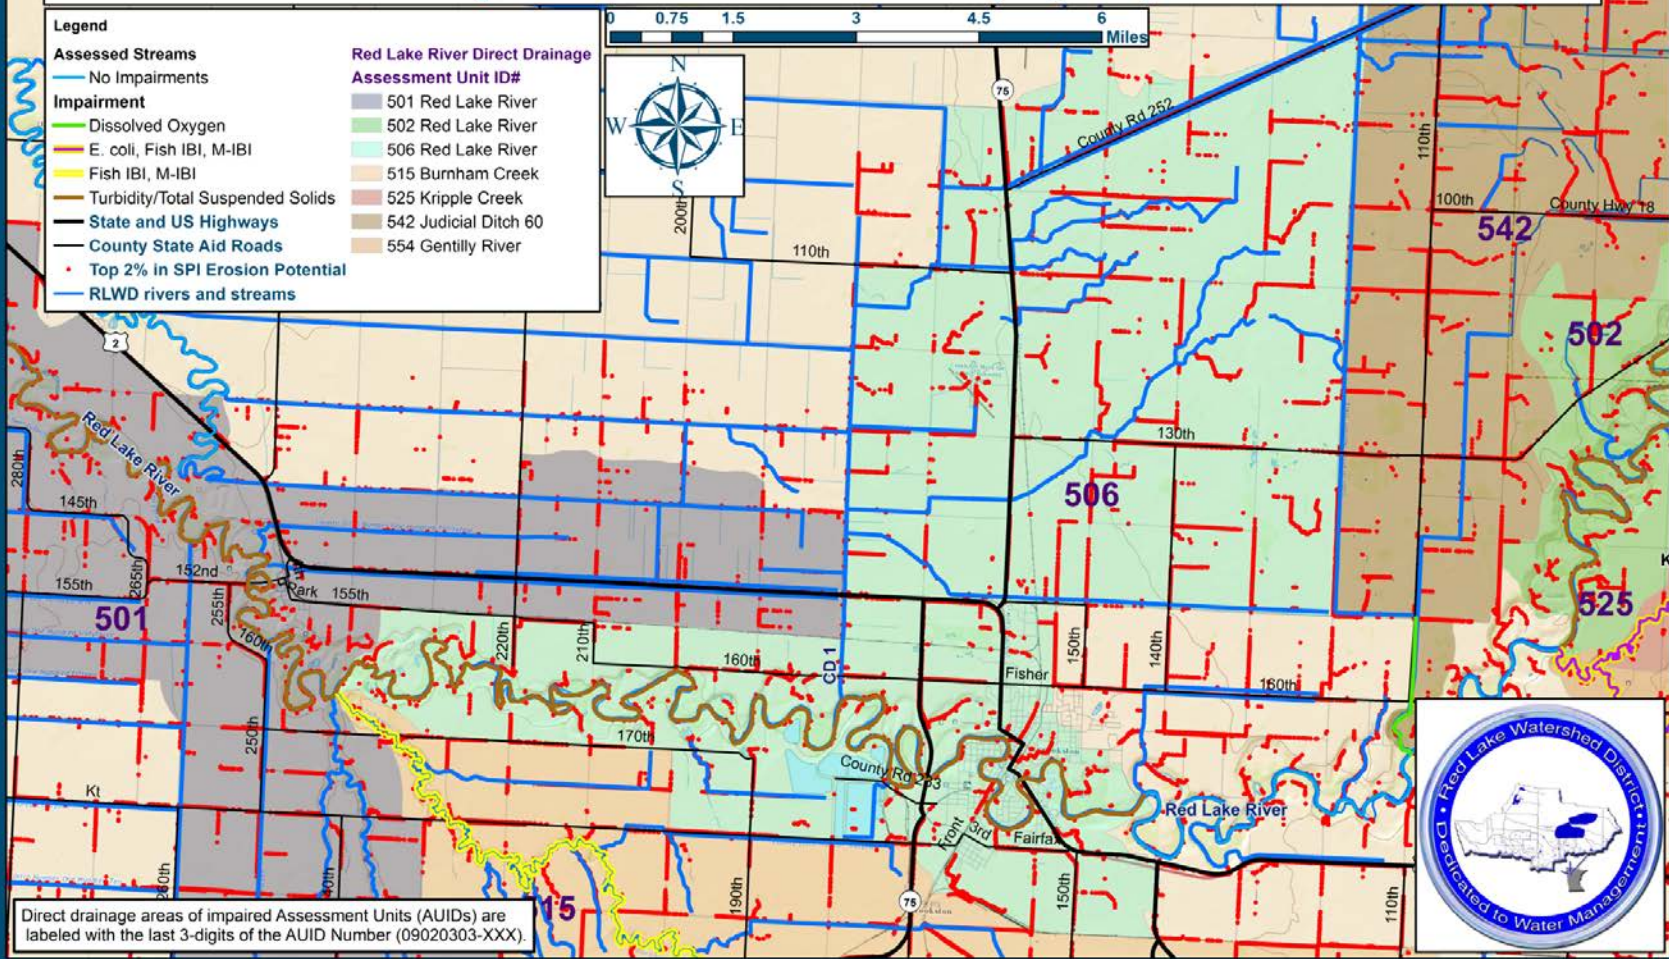 Legend
Assessed Streams
No Impairments
Impairment
Dissolved Oxygen
E. coli, Fish IBI, M-IBI
Fish IBI, M-IBI
Turbidity/Total Suspended Solids
State and US Highways
County State Aid Roads
Top 2% in SPI Erosion Potential
RLWD rivers and streams
Red Lake River Direct Drainage
Assessment Unit ID#
501 Red Lake River
502 Red Lake River
506 Red Lake River
515 Burnham Creek
525 Kripple Creek
542 Judicial Ditch 60
554 Gentilly River
0 0.75 1.5 3 4.5 6
Miles
N
W E
S
75
County Rd 252
110th
100th
County Hwy 18
542
200th
110th
502
2
130th
Red Lake River
280th
506
145th
152nd
265th
155th
Park
155th
501
255th
160th
525
220th
210th
160th
CD 1
150th
140th
Fisher
180th
250th
170th
County Rd 233
Kt
Red Lake River
Front
3rd
Fairfax
190th
75
150th
110th
15
Direct drainage areas of impaired Assessment Units (AUIDs) are
labeled with the last 3-digits of the AUID Number (09020303-XXX).
Red Lake Watershed District
Dedicated to Water Management